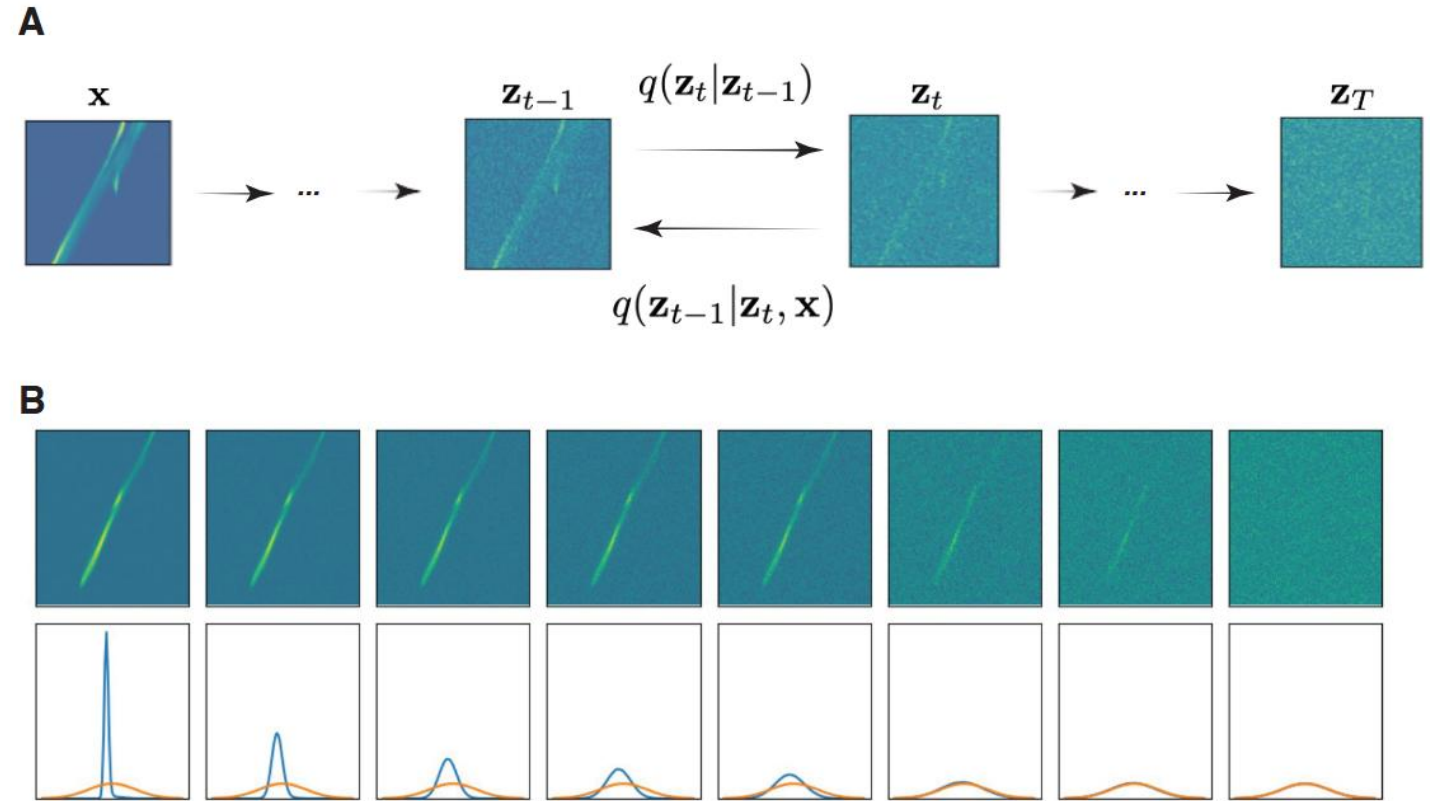 A
x
z_{t−1}
q(z_t|z_{t−1})
z_t
z_T
...
...
q(z_{t−1}|z_t, x)
B